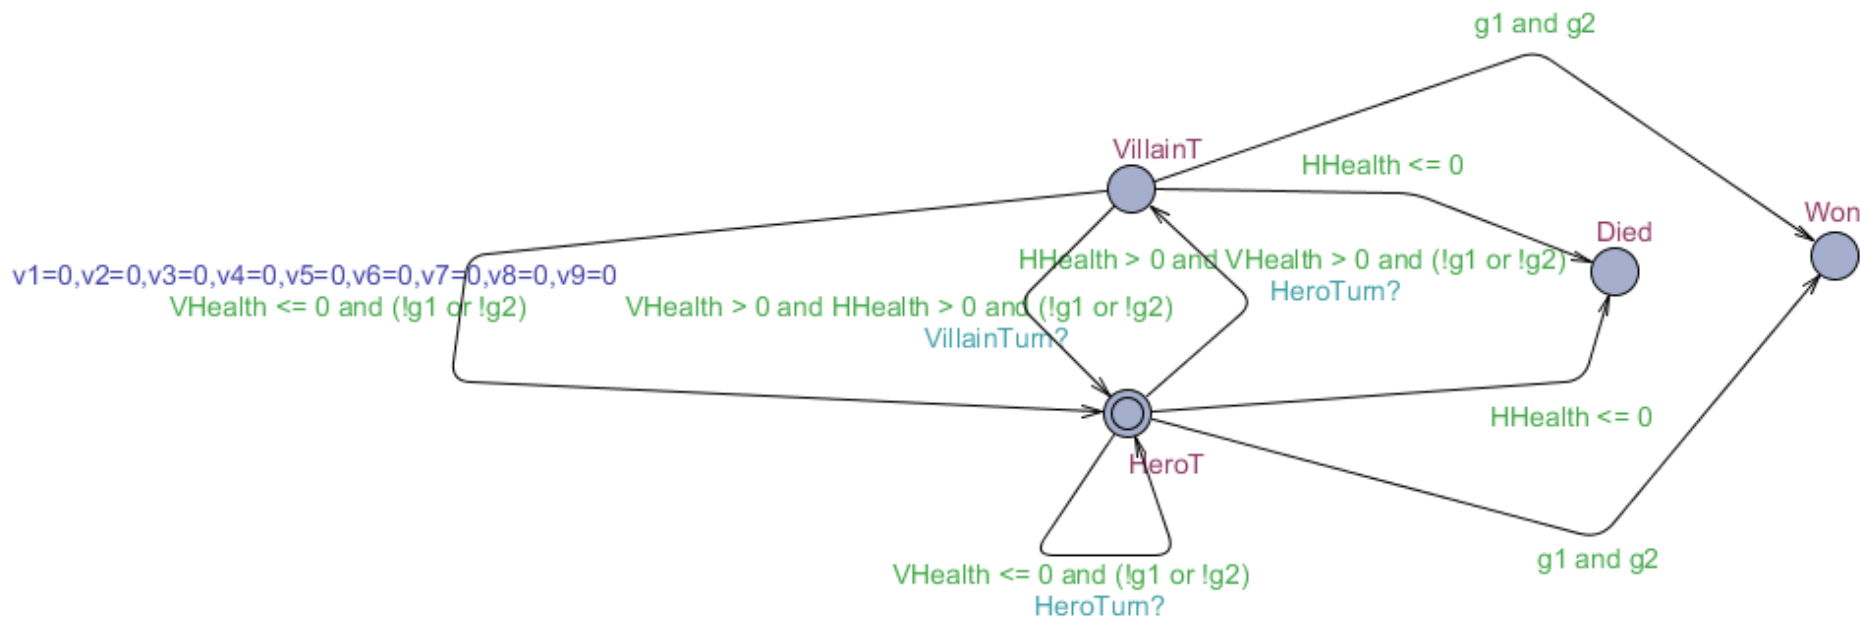 g1 and g2
VillainT
HHealth <= 0
Won
Died
HHealth > 0 and VHealth > 0 and (!g1 or !g2)
HeroTurn?
v1=0,v2=0,v3=0,v4=0,v5=0,v6=0,v7=0,v8=0,v9=0
VHealth <= 0 and (!g1 or !g2)
VHealth > 0 and HHealth > 0 and (!g1 or !g2)
VillainTurn?
HHealth <= 0
HeroT
g1 and g2
VHealth <= 0 and (!g1 or !g2)
HeroTurn?